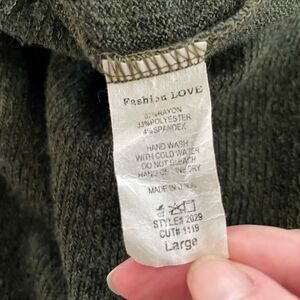 Fashion LOVE
RAYON
33%POLYESTER
4%SPANDEX
HAND WASH
WITH COLD WATER
DO NOT BLEACH
HANG OR LINE DRY
MADE IN
STYLE# 2029
CUT# 1119
Large